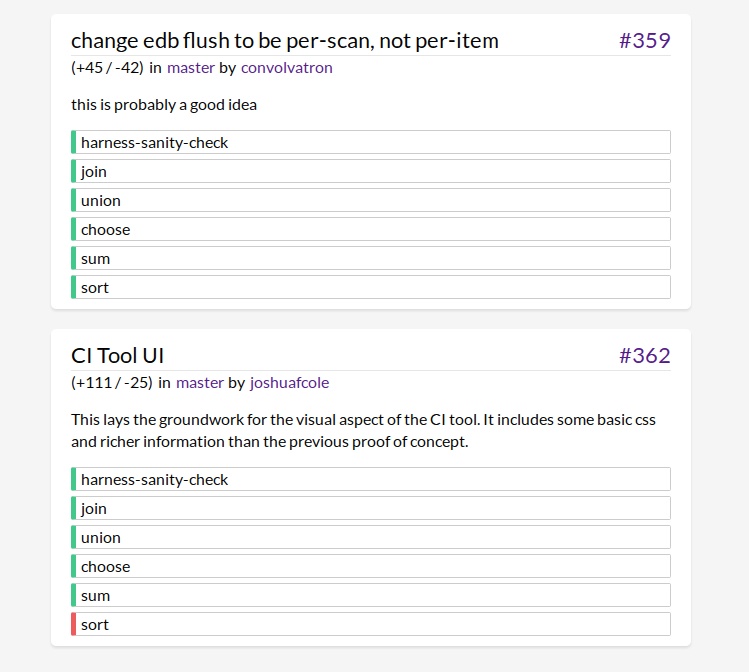 change edb flush to be per-scan, not per-item #359
(+45 / -42) in master by convolvatron
this is probably a good idea
harness-sanity-check
join
union
choose
sum
sort
CI Tool UI #362
(+111 / -25) in master by joshuafcole
This lays the groundwork for the visual aspect of the CI tool. It includes some basic css
and richer information than the previous proof of concept.
harness-sanity-check
join
union
choose
sum
sort